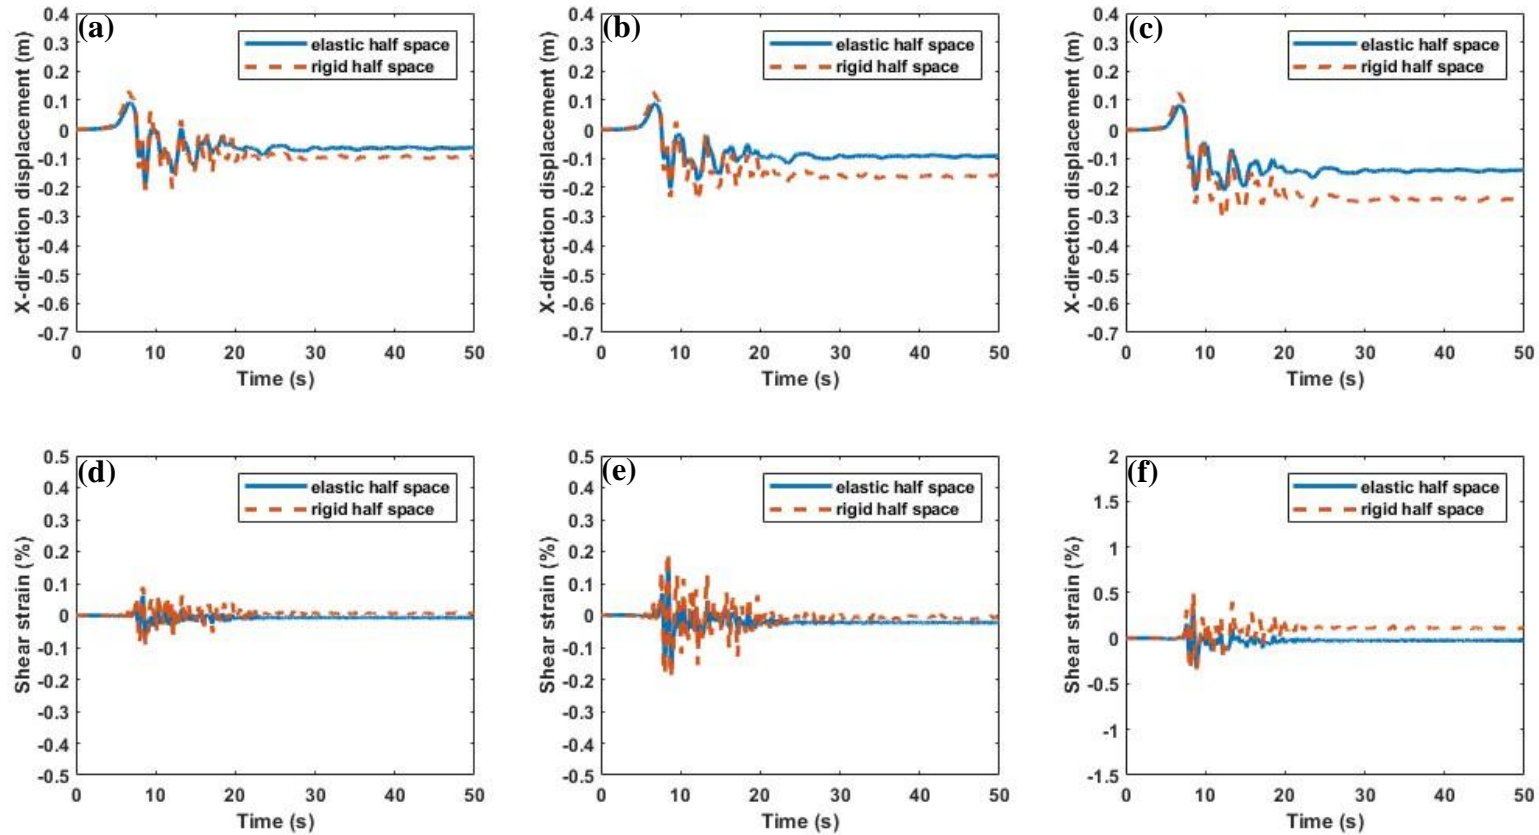 (a)
0.4
0.3
0.2
0.1
0
-0.1
-0.2
-0.3
-0.4
-0.5
-0.6
-0.7
X-direction displacement (m)
elastic half space
rigid half space
0 10 20 30 40 50
Time (s)
(b)
0.4
0.3
0.2
0.1
0
-0.1
-0.2
-0.3
-0.4
-0.5
-0.6
-0.7
X-direction displacement (m)
elastic half space
rigid half space
0 10 20 30 40 50
Time (s)
(c)
0.4
0.3
0.2
0.1
0
-0.1
-0.2
-0.3
-0.4
-0.5
-0.6
-0.7
X-direction displacement (m)
elastic half space
rigid half space
0 10 20 30 40 50
Time (s)
(d)
0.5
0.4
0.3
0.2
0.1
0
-0.1
-0.2
-0.3
-0.4
-0.5
Shear strain (%)
elastic half space
rigid half space
0 10 20 30 40 50
Time (s)
(e)
0.5
0.4
0.3
0.2
0.1
0
-0.1
-0.2
-0.3
-0.4
-0.5
Shear strain (%)
elastic half space
rigid half space
0 10 20 30 40 50
Time (s)
(f)
2
1.5
1
0.5
0
-0.5
-1
-1.5
Shear strain (%)
elastic half space
rigid half space
0 10 20 30 40 50
Time (s)